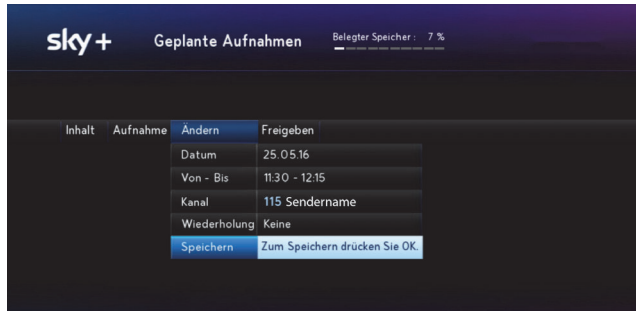 sky+ Geplante Aufnahmen Belegter Speicher : 7 %
Inhalt Aufnahme Ändern Freigeben
Datum 25.05.16
Von - Bis 11:30 - 12:15
Kanal 115 Sendername
Wiederholung Keine
Speichern Zum Speichern drücken Sie OK.